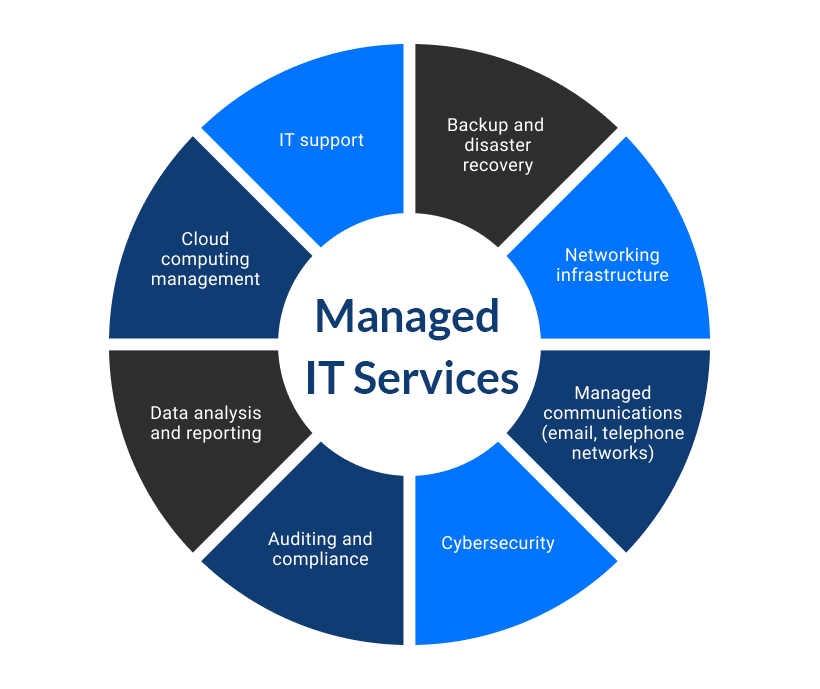 IT support
Backup and
disaster
recovery
Cloud
computing
management
Networking
infrastructure
Managed
IT Services
Data analysis
and reporting
Managed
communications
(email, telephone
networks)
Auditing and
compliance
Cybersecurity